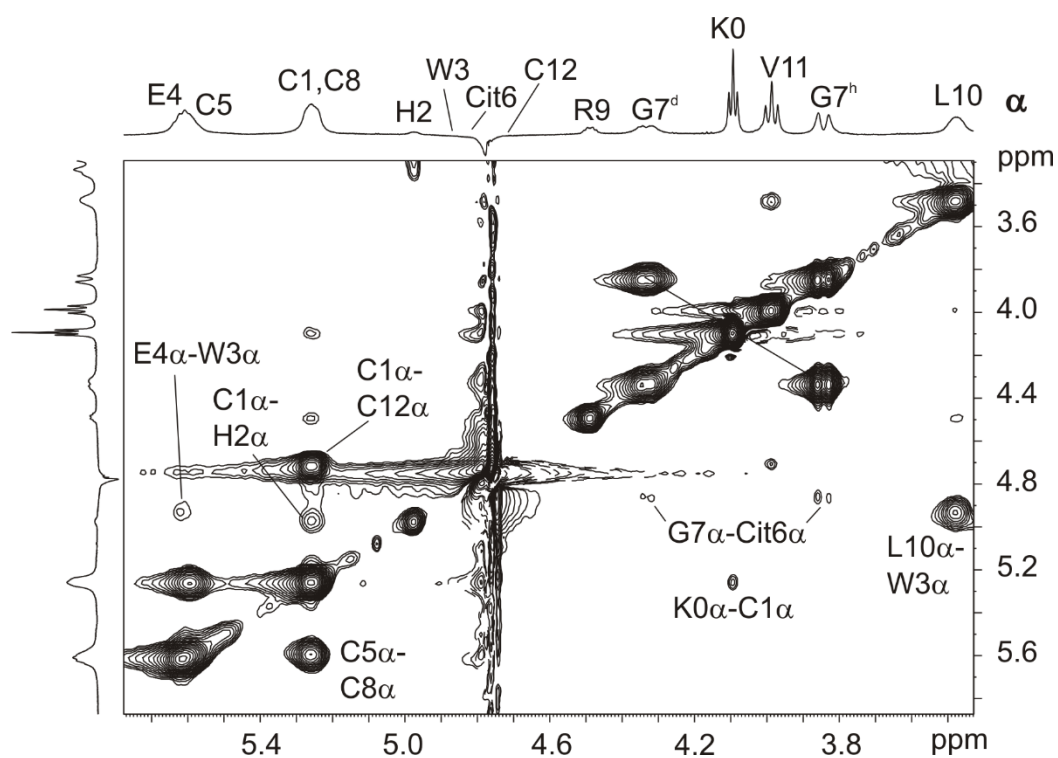 K0
W3
C12
V11
C1,C8
Cit6
E4
C5
H2
R9
G7ᵈ
G7ʰ
L10
α
ppm
3.6
4.0
4.4
4.8
5.2
5.6
E4α-W3α
C1α-
H2α
C1α-
C12α
G7α-Cit6α
L10α-
W3α
K0α-C1α
C5α-
C8α
5.4
5.0
4.6
4.2
3.8
ppm